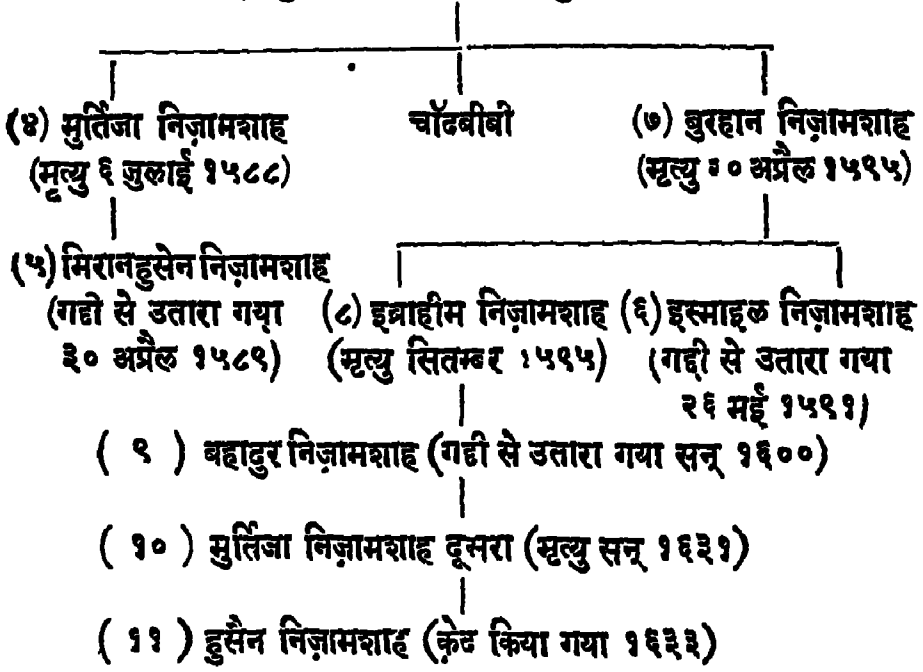 (४) मुर्तिजा निज़ामशाह चाँदबीबी (७) बुरहान निज़ामशाह
(मृत्यु ६ जुलाई १५८८) (मृत्यु ३० अप्रैल १५९५)
(५) मिरानहुसेन निज़ामशाह
(गद्दी से उतारा गया (८) इब्राहीम निज़ामशाह (६) इस्माइल निज़ामशाह
३० अप्रैल १५८९) (मृत्यु सितम्बर १५९५) (गद्दी से उतारा गया
२६ मई १५९१)
( ९ ) बहादुर निज़ामशाह (गद्दी से उतारा गया सन् १६००)
( १० ) मुर्तिजा निज़ामशाह दूसरा (मृत्यु सन् १६३१)
( ११ ) हुसैन निज़ामशाह (क़ैद किया गया १६३३)